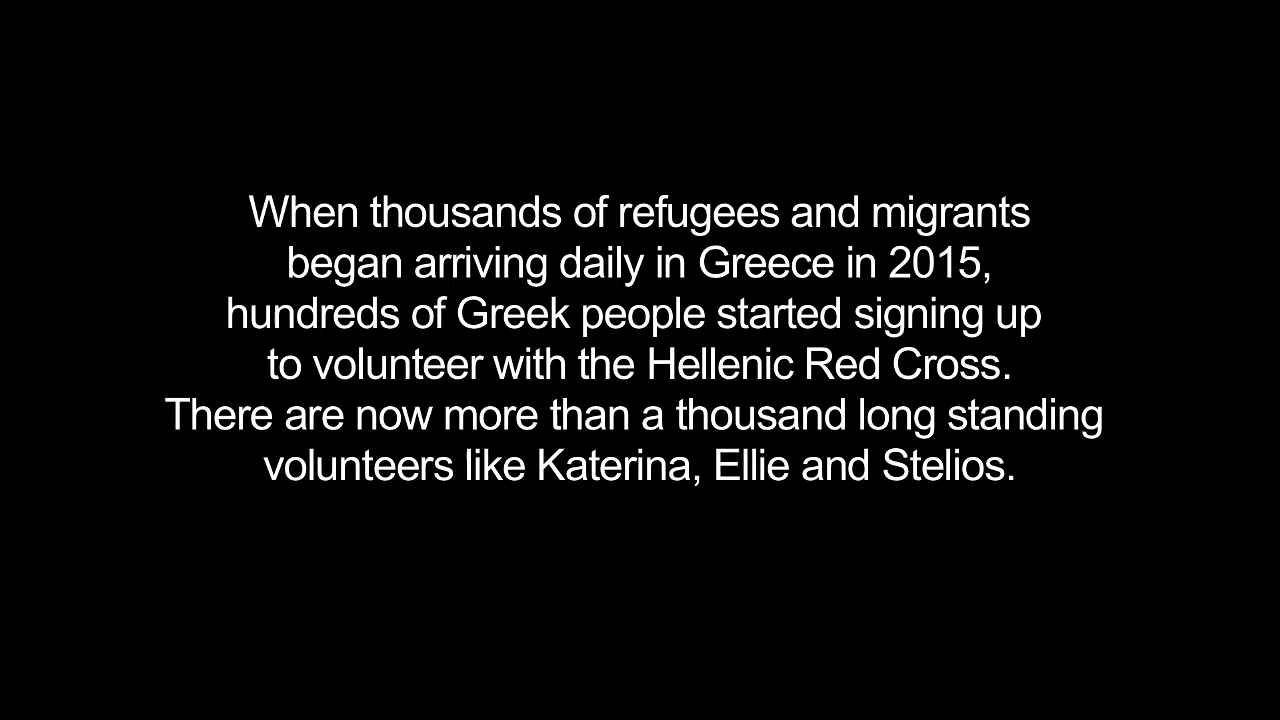 When thousands of refugees and migrants
began arriving daily in Greece in 2015,
hundreds of Greek people started signing up
to volunteer with the Hellenic Red Cross.
There are now more than a thousand long standing
volunteers like Katerina, Ellie and Stelios.